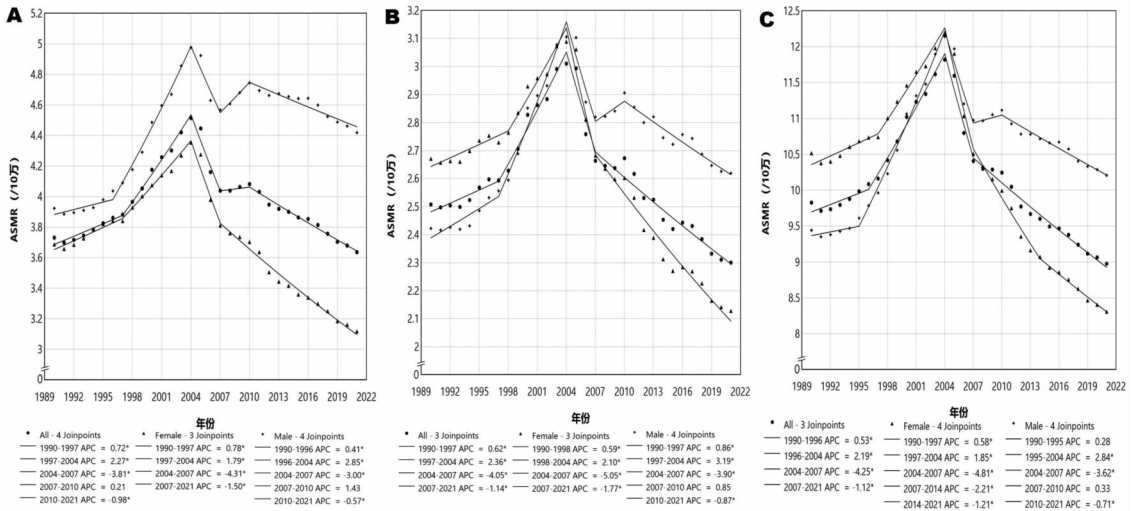 A
B
C
ASMR (/10万)
5.2
5
4.8
4.6
4.4
4.2
4
3.8
3.6
3.4
3.2
3
0
1989 1992 1995 1998 2001 2004 2007 2010 2013 2016 2019 2022
年份
All - 4 Joinpoints
1990-1997 APC = 0.72*
1997-2004 APC = 2.27*
2004-2007 APC = -3.81*
2007-2010 APC = 0.21
2010-2021 APC = -0.98*
Female - 3 Joinpoints
1990-1997 APC = 0.78*
1997-2004 APC = 1.79*
2004-2007 APC = -4.31*
2007-2021 APC = -1.50*
Male - 4 Joinpoints
1990-1996 APC = 0.41*
1996-2004 APC = 2.85*
2004-2007 APC = -3.00*
2007-2010 APC = 1.43
2010-2021 APC = -0.57*
ASMR (/10万)
3.2
3.1
3
2.9
2.8
2.7
2.6
2.5
2.4
2.3
2.2
2.1
2
0
1989 1992 1995 1998 2001 2004 2007 2010 2013 2016 2019 2022
年份
All - 3 Joinpoints
1990-1997 APC = 0.62*
1997-2004 APC = 2.36*
2004-2007 APC = -4.05*
2007-2021 APC = -1.14*
Female - 3 Joinpoints
1990-1998 APC = 0.59*
1998-2004 APC = 2.10*
2004-2007 APC = -5.05
2007-2021 APC = -1.77*
Male - 4 Joinpoints
1990-1997 APC = 0.86*
1997-2004 APC = 3.19*
2004-2007 APC = -3.90*
2007-2010 APC = 0.85
2010-2021 APC = -0.87*
ASMR (/10万)
12.5
12
11.5
11
10.5
10
9.5
9
8.5
8
0
1989 1992 1995 1998 2001 2004 2007 2010 2013 2016 2019 2022
年份
All - 3 Joinpoints
1990-1996 APC = 0.53*
1996-2004 APC = 2.19*
2004-2007 APC = -4.25*
2007-2021 APC = -1.12*
Female - 4 Joinpoints
1990-1997 APC = 0.58*
1997-2004 APC = 1.85*
2004-2007 APC = -4.81*
2007-2014 APC = -2.21*
2014-2021 APC = -1.21*
Male - 4 Joinpoints
1990-1995 APC = 0.28
1995-2004 APC = 2.84*
2004-2007 APC = -3.62*
2007-2010 APC = 0.33
2010-2021 APC = -0.71*